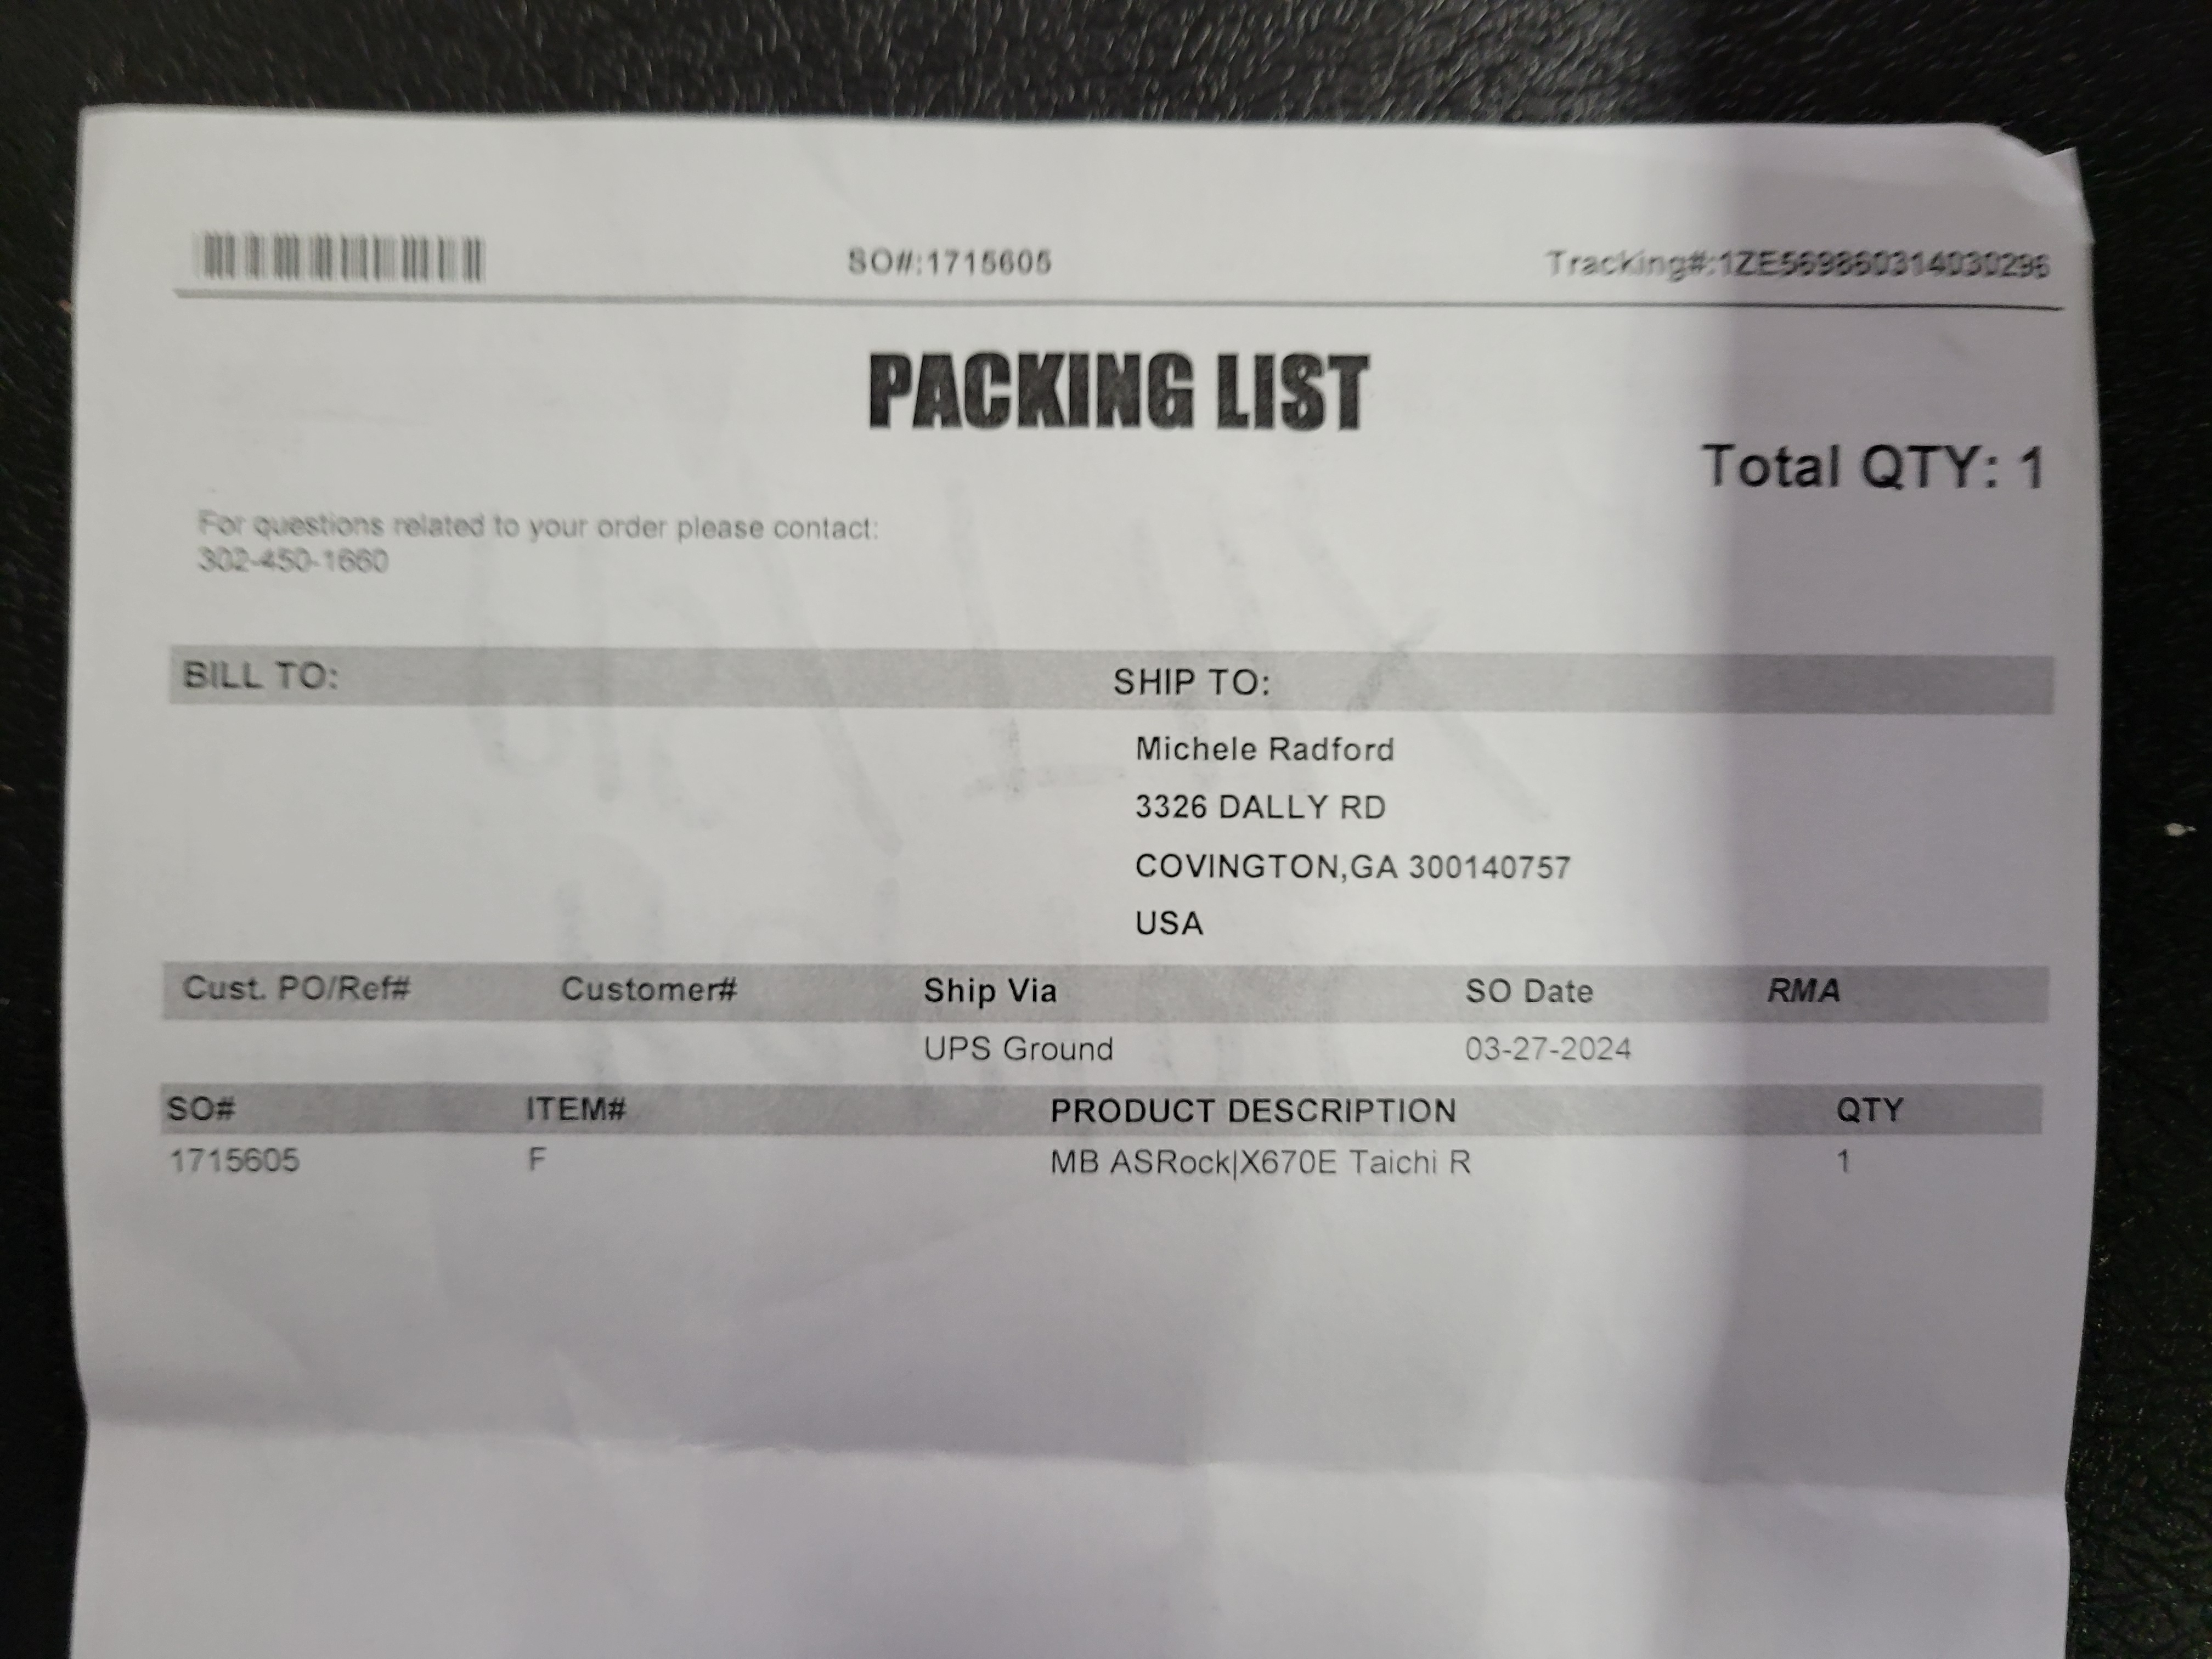 SO#:1715605
Tracking#:1ZE569860314030296
PACKING LIST
Total QTY: 1
For questions related to your order please contact:
302-450-1660
BILL TO:
SHIP TO:
Michele Radford
3326 DALLY RD
COVINGTON,GA 300140757
USA
Cust. PO/Ref# Customer# Ship Via SO Date RMA
UPS Ground 03-27-2024
SO# ITEM# PRODUCT DESCRIPTION QTY
1715605 F MB ASRock|X670E Taichi R 1